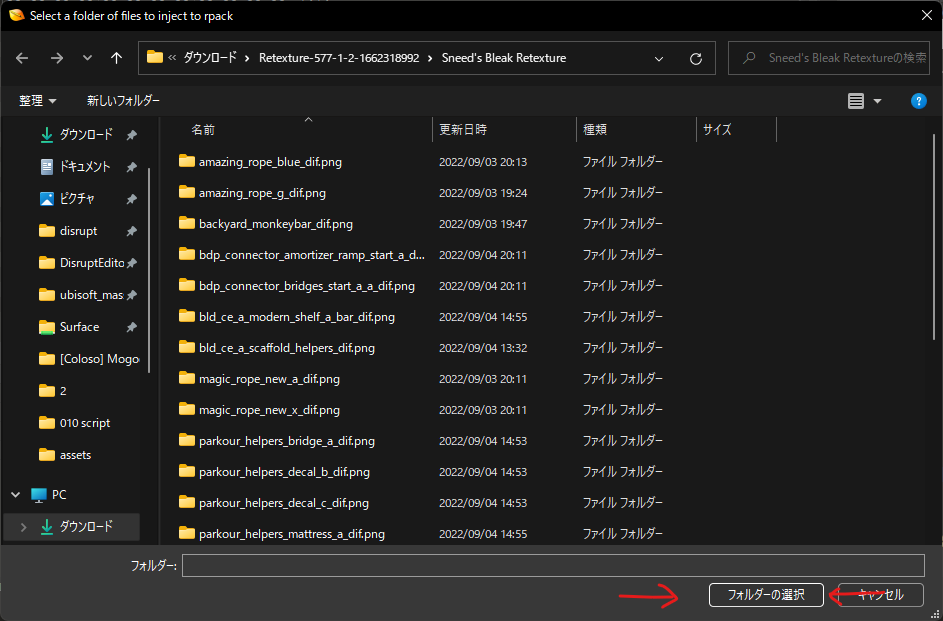 Select a folder of files to inject to rpack
« ダウンロード › Retexture-577-1-2-1662318992 › Sneed's Bleak Retexture
Sneed's Bleak Retextureの検索
整理 新しいフォルダー
名前 更新日時 種類 サイズ
ダウンロード
ドキュメント
ピクチャ
disrupt
DisruptEdito
ubisoft_mas
Surface
[Coloso] Mogo
2
010 script
assets
PC
ダウンロード
amazing_rope_blue_dif.png 2022/09/03 20:13 ファイル フォルダー
amazing_rope_g_dif.png 2022/09/03 19:24 ファイル フォルダー
backyard_monkeybar_dif.png 2022/09/03 19:47 ファイル フォルダー
bdp_connector_amortizer_ramp_start_a_d... 2022/09/04 20:11 ファイル フォルダー
bdp_connector_bridges_start_a_a_dif.png 2022/09/04 20:11 ファイル フォルダー
bld_ce_a_modern_shelf_a_bar_dif.png 2022/09/04 14:55 ファイル フォルダー
bld_ce_a_scaffold_helpers_dif.png 2022/09/04 13:32 ファイル フォルダー
magic_rope_new_a_dif.png 2022/09/03 20:11 ファイル フォルダー
magic_rope_new_x_dif.png 2022/09/03 20:11 ファイル フォルダー
parkour_helpers_bridge_a_dif.png 2022/09/04 14:53 ファイル フォルダー
parkour_helpers_decal_b_dif.png 2022/09/04 14:53 ファイル フォルダー
parkour_helpers_decal_c_dif.png 2022/09/04 14:53 ファイル フォルダー
parkour_helpers_mattress_a_dif.png 2022/09/04 14:55 ファイル フォルダー
フォルダー:
フォルダーの選択 キャンセル